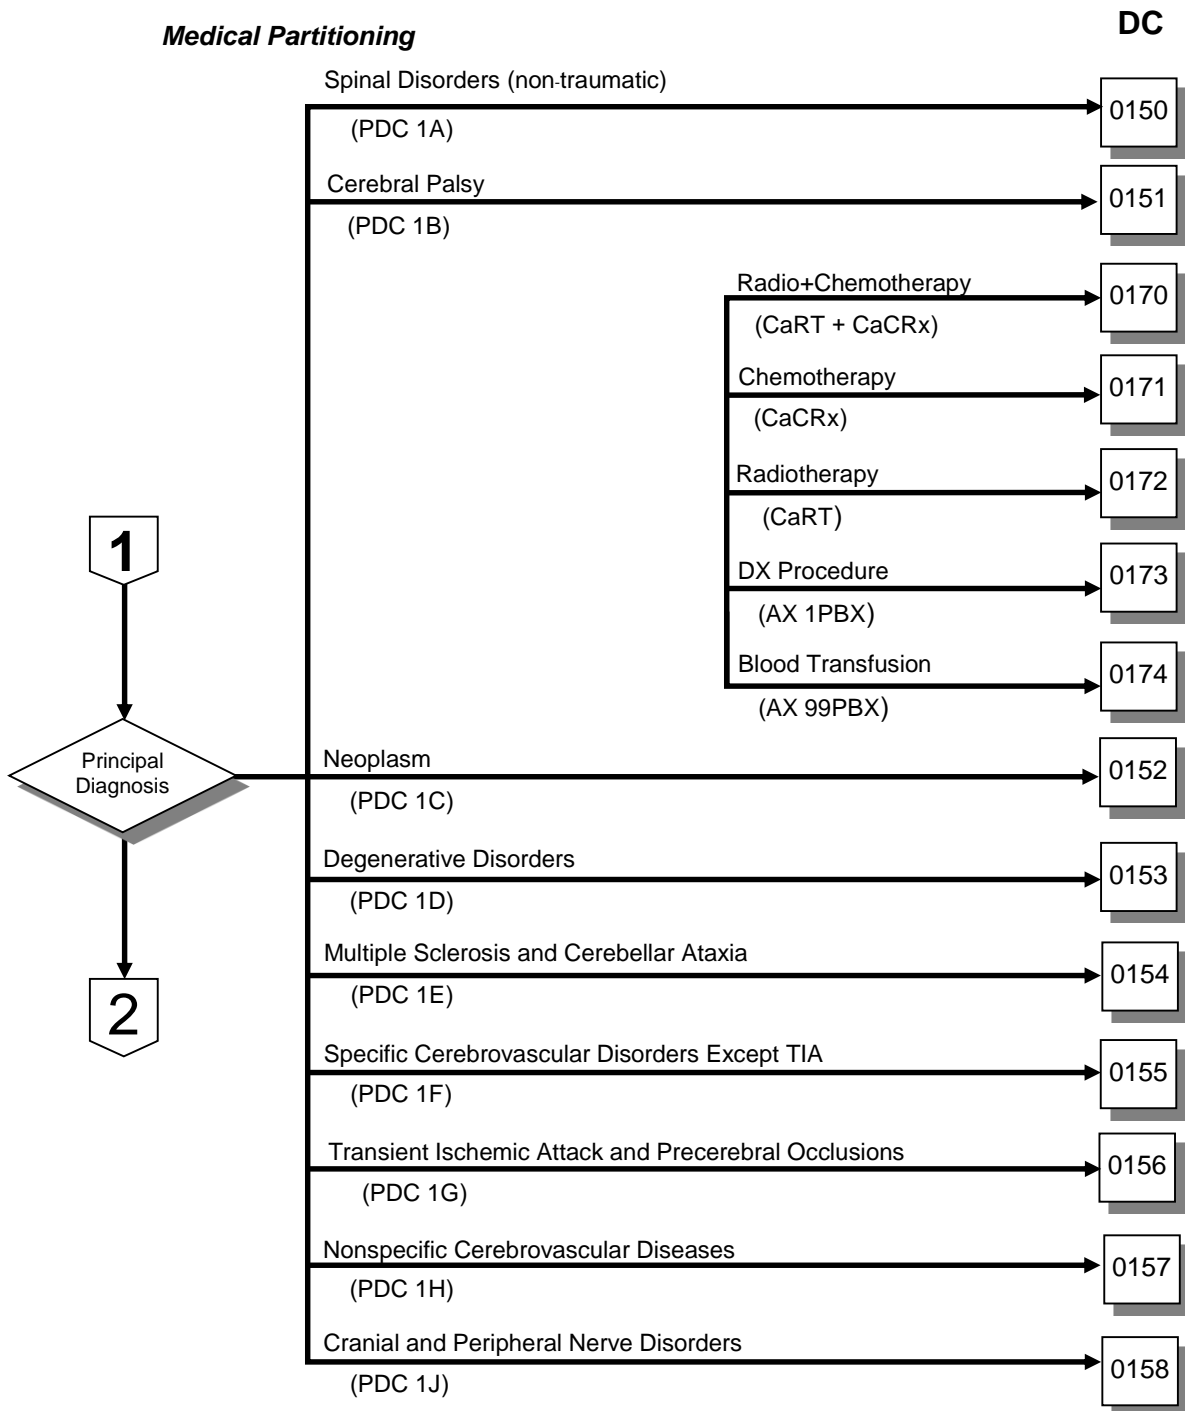 Medical Partitioning
DC
Spinal Disorders (non-traumatic)
(PDC 1A)
0150
Cerebral Palsy
(PDC 1B)
0151
Radio+Chemotherapy
(CaRT + CaCRx)
0170
Chemotherapy
(CaCRx)
0171
Radiotherapy
(CaRT)
0172
1
DX Procedure
(AX 1PBX)
0173
Blood Transfusion
(AX 99PBX)
0174
Principal
Diagnosis
Neoplasm
(PDC 1C)
0152
Degenerative Disorders
(PDC 1D)
0153
Multiple Sclerosis and Cerebellar Ataxia
(PDC 1E)
0154
2
Specific Cerebrovascular Disorders Except TIA
(PDC 1F)
0155
Transient Ischemic Attack and Precerebral Occlusions
(PDC 1G)
0156
Nonspecific Cerebrovascular Diseases
(PDC 1H)
0157
Cranial and Peripheral Nerve Disorders
(PDC 1J)
0158